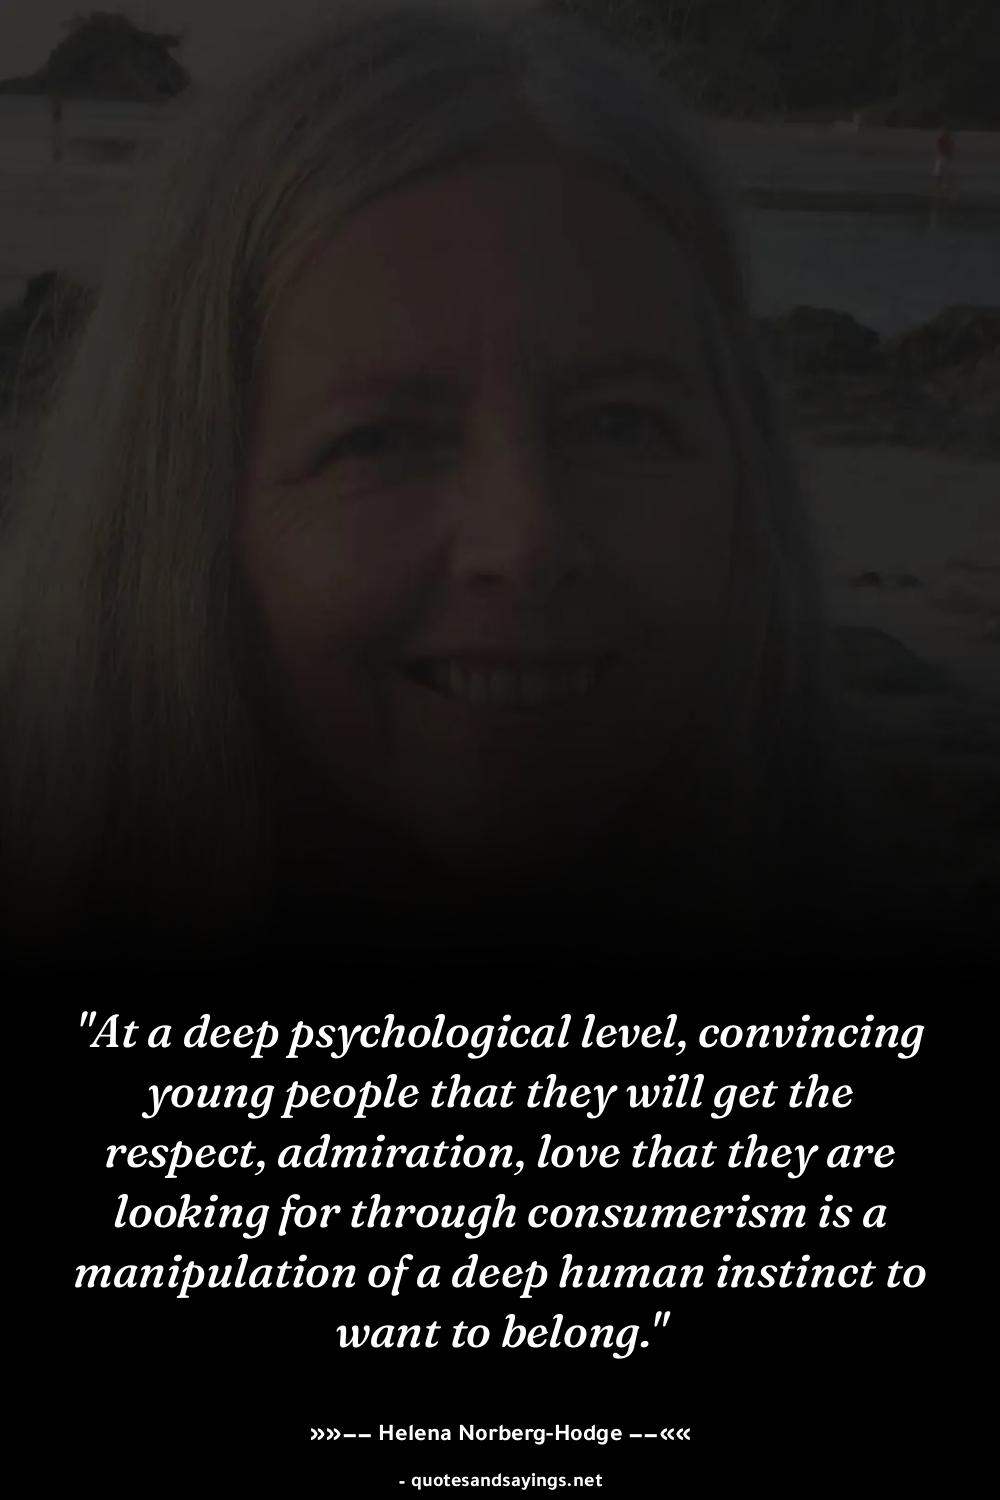 "At a deep psychological level, convincing
young people that they will get the
respect, admiration, love that they are
looking for through consumerism is a
manipulation of a deep human instinct to
want to belong."
»»-- Helena Norberg-Hodge --««
- quotesandsayings.net